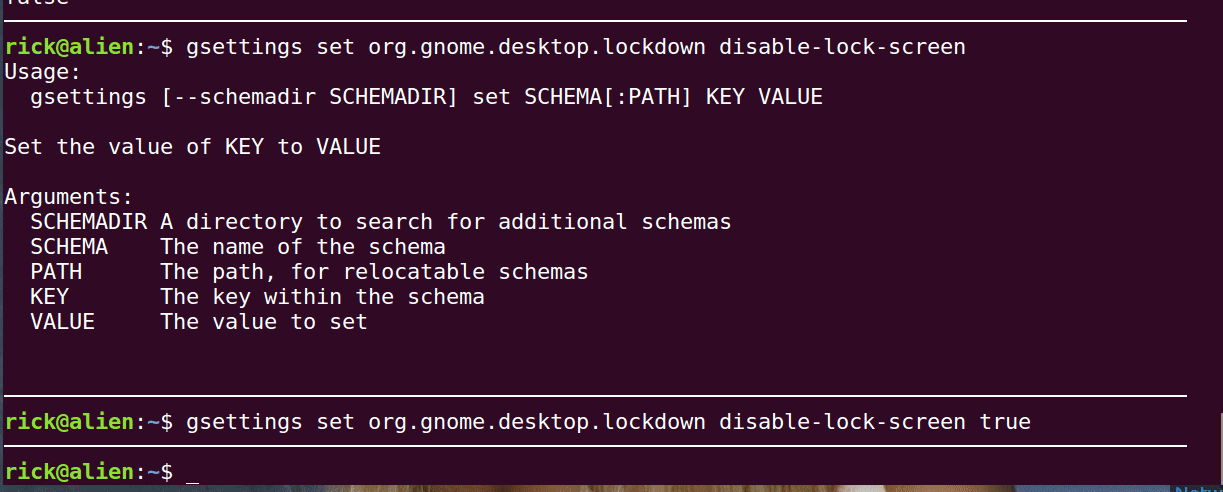 false
rick@alien:~$ gsettings set org.gnome.desktop.lockdown disable-lock-screen
Usage:
  gsettings [--schemadir SCHEMADIR] set SCHEMA[:PATH] KEY VALUE
Set the value of KEY to VALUE
Arguments:
  SCHEMADIR A directory to search for additional schemas
  SCHEMA    The name of the schema
  PATH      The path, for relocatable schemas
  KEY       The key within the schema
  VALUE     The value to set
rick@alien:~$ gsettings set org.gnome.desktop.lockdown disable-lock-screen true
rick@alien:~$ _